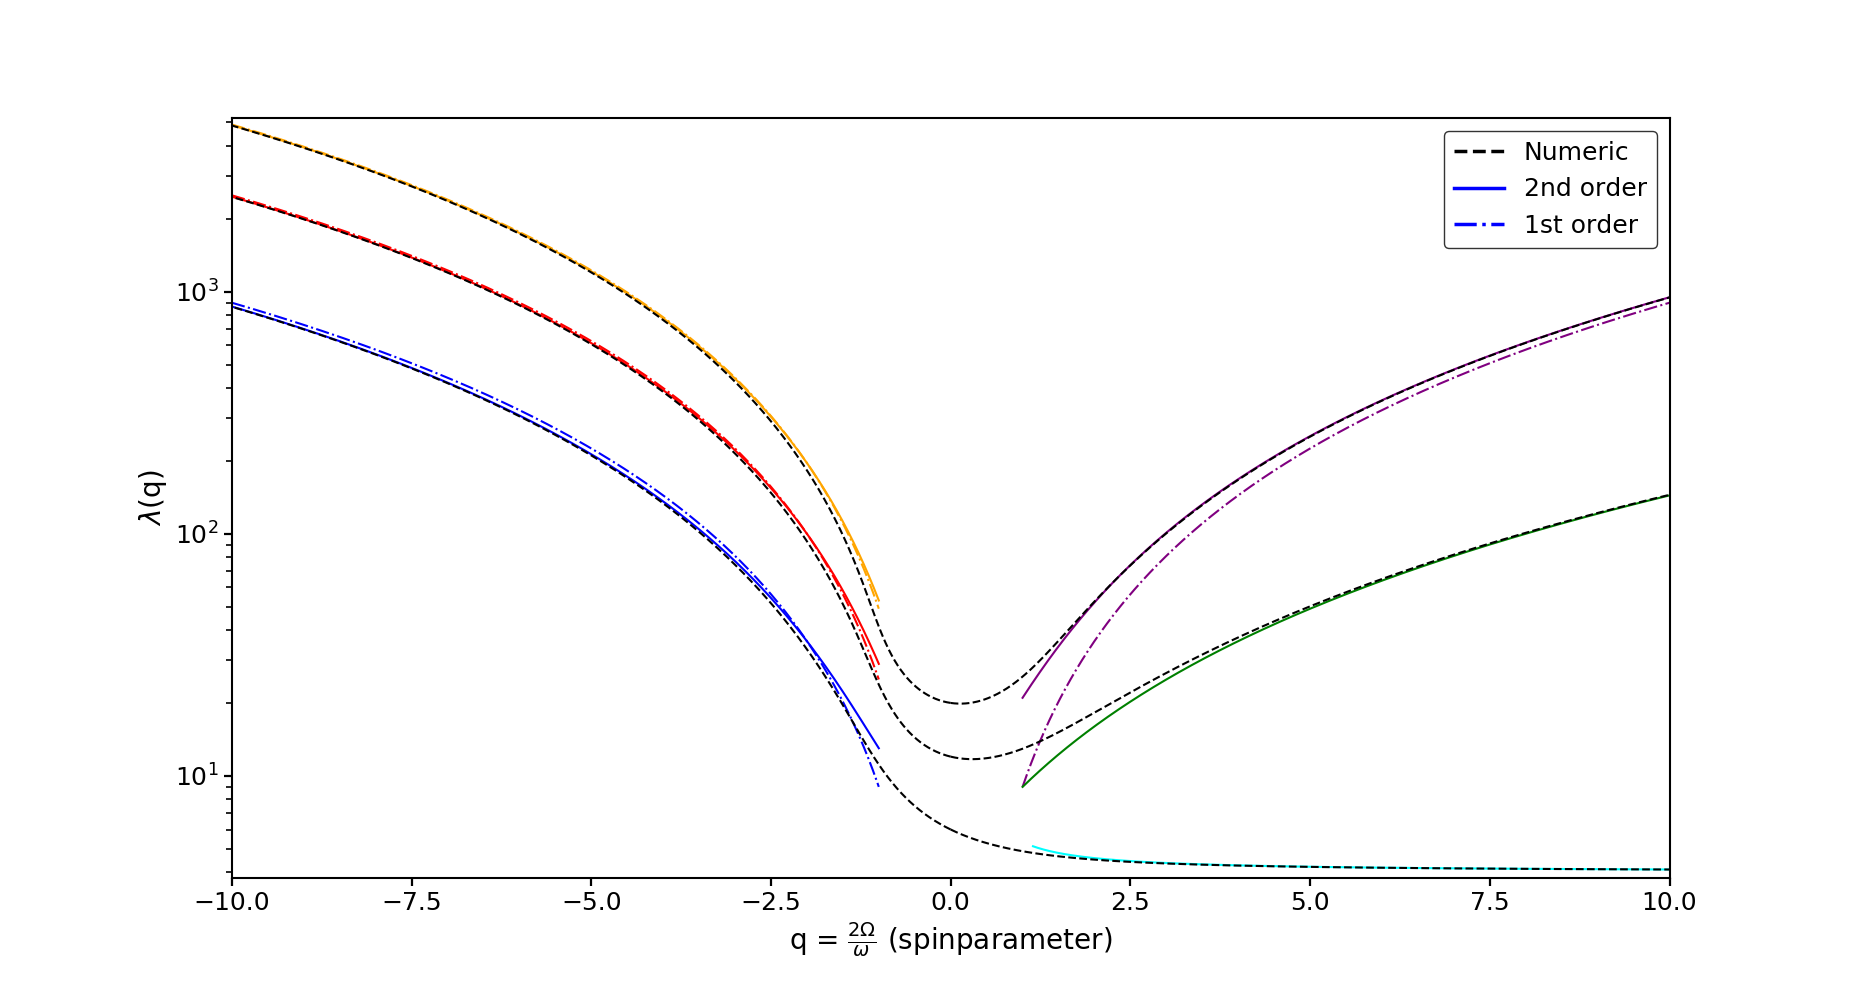 Numeric
2nd order
1st order
λ(q)
10³
10²
10¹
−10.0 −7.5 −5.0 −2.5 0.0 2.5 5.0 7.5 10.0
q = 2Ω/ω (spinparameter)